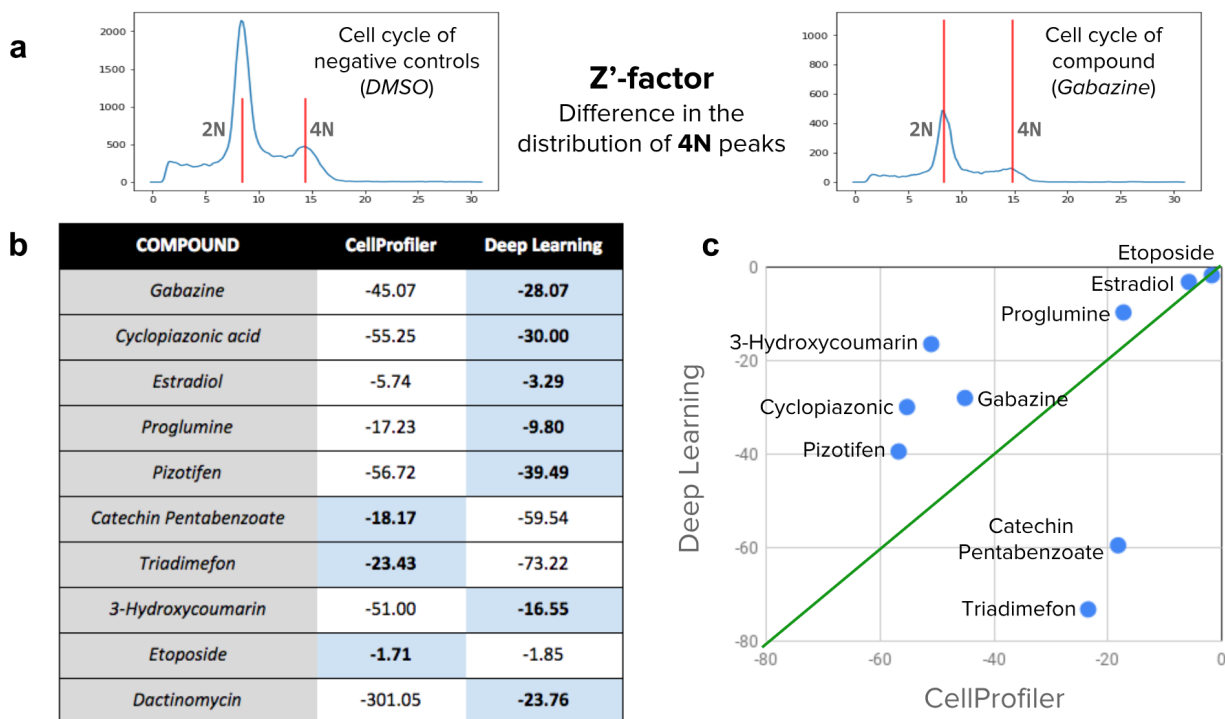 a
2000
1500
1000
500
0
0 5 10 15 20 25 30
2N
4N
Cell cycle of
negative controls
(DMSO)
Z'-factor
Difference in the
distribution of 4N peaks
1000
800
600
400
200
0
0 5 10 15 20 25 30
2N
4N
Cell cycle of
compound
(Gabazine)
b
COMPOUND CellProfiler Deep Learning
Gabazine -45.07 -28.07
Cyclopiazonic acid -55.25 -30.00
Estradiol -5.74 -3.29
Proglumine -17.23 -9.80
Pizotifen -56.72 -39.49
Catechin Pentabenzoate -18.17 -59.54
Triadimefon -23.43 -73.22
3-Hydroxycoumarin -51.00 -16.55
Etoposide -1.71 -1.85
Dactinomycin -301.05 -23.76
c
Etoposide
Estradiol
Proglumine
3-Hydroxycoumarin
Gabazine
Cyclopiazonic
Pizotifen
Catechin
Pentabenzoate
Triadimefon
0
-20
-40
-60
-80
Deep Learning
-80 -60 -40 -20 0
CellProfiler